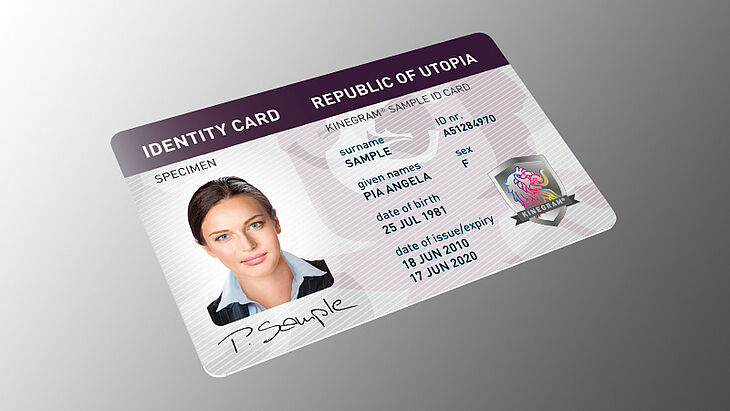 IDENTITY CARD REPUBLIC OF UTOPIA
SPECIMEN
KINEGRAM® SAMPLE ID CARD
surname
SAMPLE
ID nr.
A51284970
given names
PIA ANGELA
sex
F
date of birth
25 JUL 1981
date of issue/expiry
18 JUN 2010
17 JUN 2020
KINEGRAM®
P. Sample